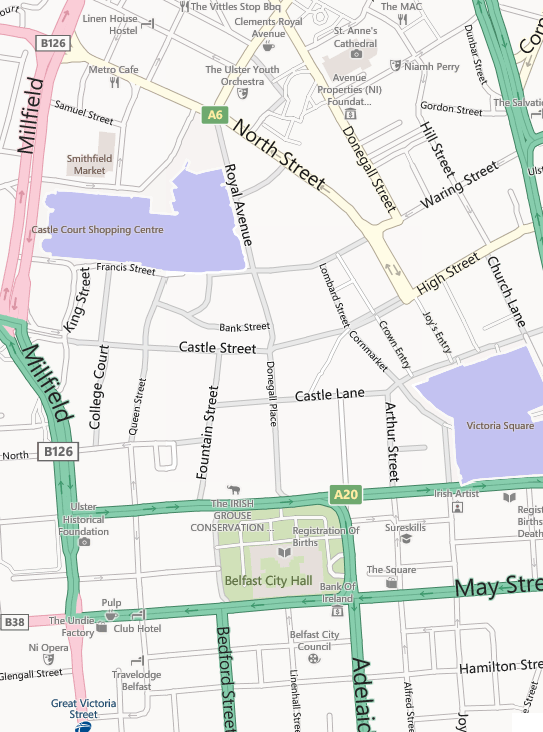 ourt
The Vittles Stop Bbq
The MAC
Linen House
Hostel
Clements Royal
Avenue
St. Anne's
Cathedral
Dunbar Street
Corn
B126
Metro Cafe
The Ulster Youth
Orchestra
Niamh Perry
Avenue
Properties (NI)
Foundat...
Millfield
Samuel Street
A6
North Street
Donegall Street
Gordon Street
The Salvati
Hill Street
Smithfield
Market
Royal Avenue
Waring Street
Ulst
Castle Court Shopping Centre
Francis Street
King Street
High Street
Church Lane
Lombard Street
Joy's Entry
Crown Entry
Cornmarket
Bank Street
Castle Street
Millfield
College Court
Donegall Place
Queen Street
Castle Lane
Fountain Street
Arthur Street
Victoria Square
North
B126
A20
Ulster
Historical
Foundation
The IRISH
GROUSE
CONSERVATION ...
Irish Artist
Regist
Births
Death
Registration Of
Births
Sureskills
Belfast City Hall
The Square
Bank Of
Ireland
May Stre
B38
Pulp
The Undie
Factory
Club Hotel
Ni Opera
Bedford Street
Belfast City
Council
Adelaid
Glengall Street
Travelodge
Belfast
Hamilton Stre
Linenhall Street
Alfred Street
Joy
e Street
Great Victoria
Street